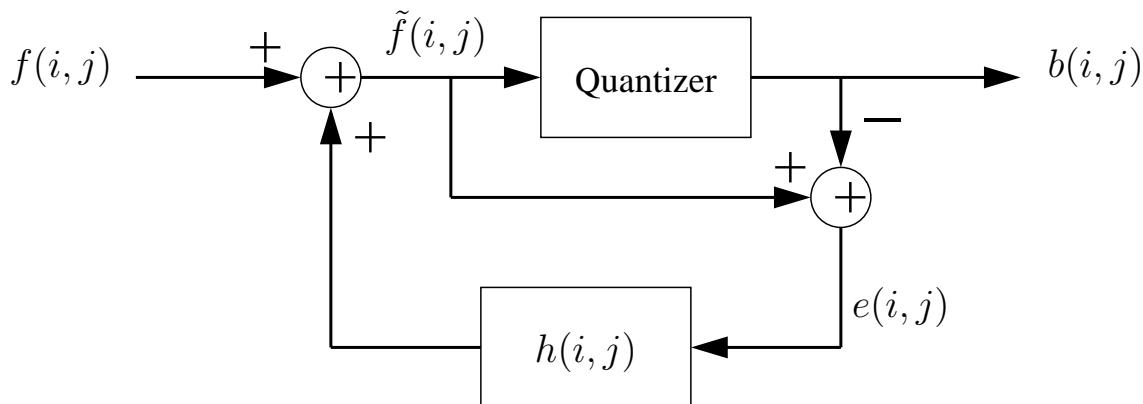 f(i, j)
+
+
f̃(i, j)
Quantizer
b(i, j)
+
−
+
+
e(i, j)
h(i, j)